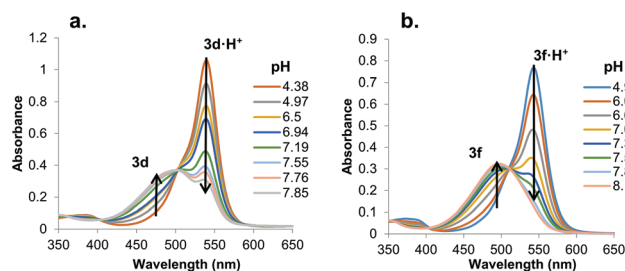 a.
1.2
1
0.8
0.6
0.4
0.2
0
Absorbance
350 400 450 500 550 600 650
Wavelength (nm)
3d
3d·H⁺
pH
4.38
4.97
6.5
6.94
7.19
7.55
7.76
7.85
b.
0.9
0.8
0.7
0.6
0.5
0.4
0.3
0.2
0.1
0
Absorbance
350 400 450 500 550 600 650
Wavelength (nm)
3f
3f·H⁺
pH